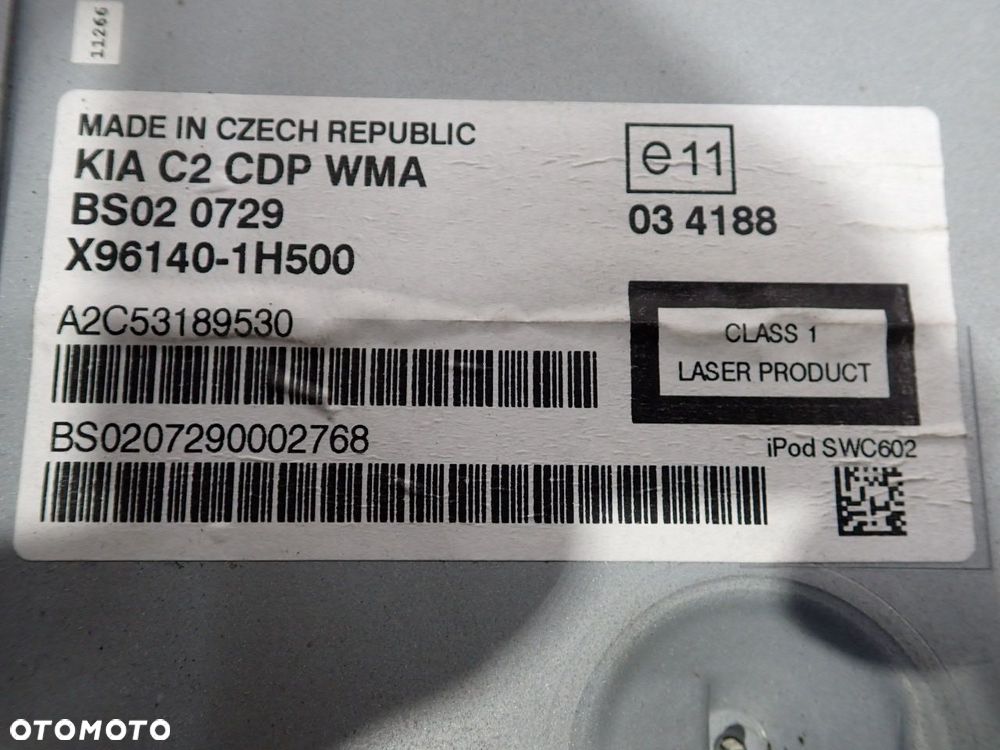 11266
MADE IN CZECH REPUBLIC
KIA C2 CDP WMA
BS02 0729
X96140-1H500
e11
03 4188
A2C53189530
CLASS 1
LASER PRODUCT
BS0207290002768
iPod SWC602
OTOMOTO